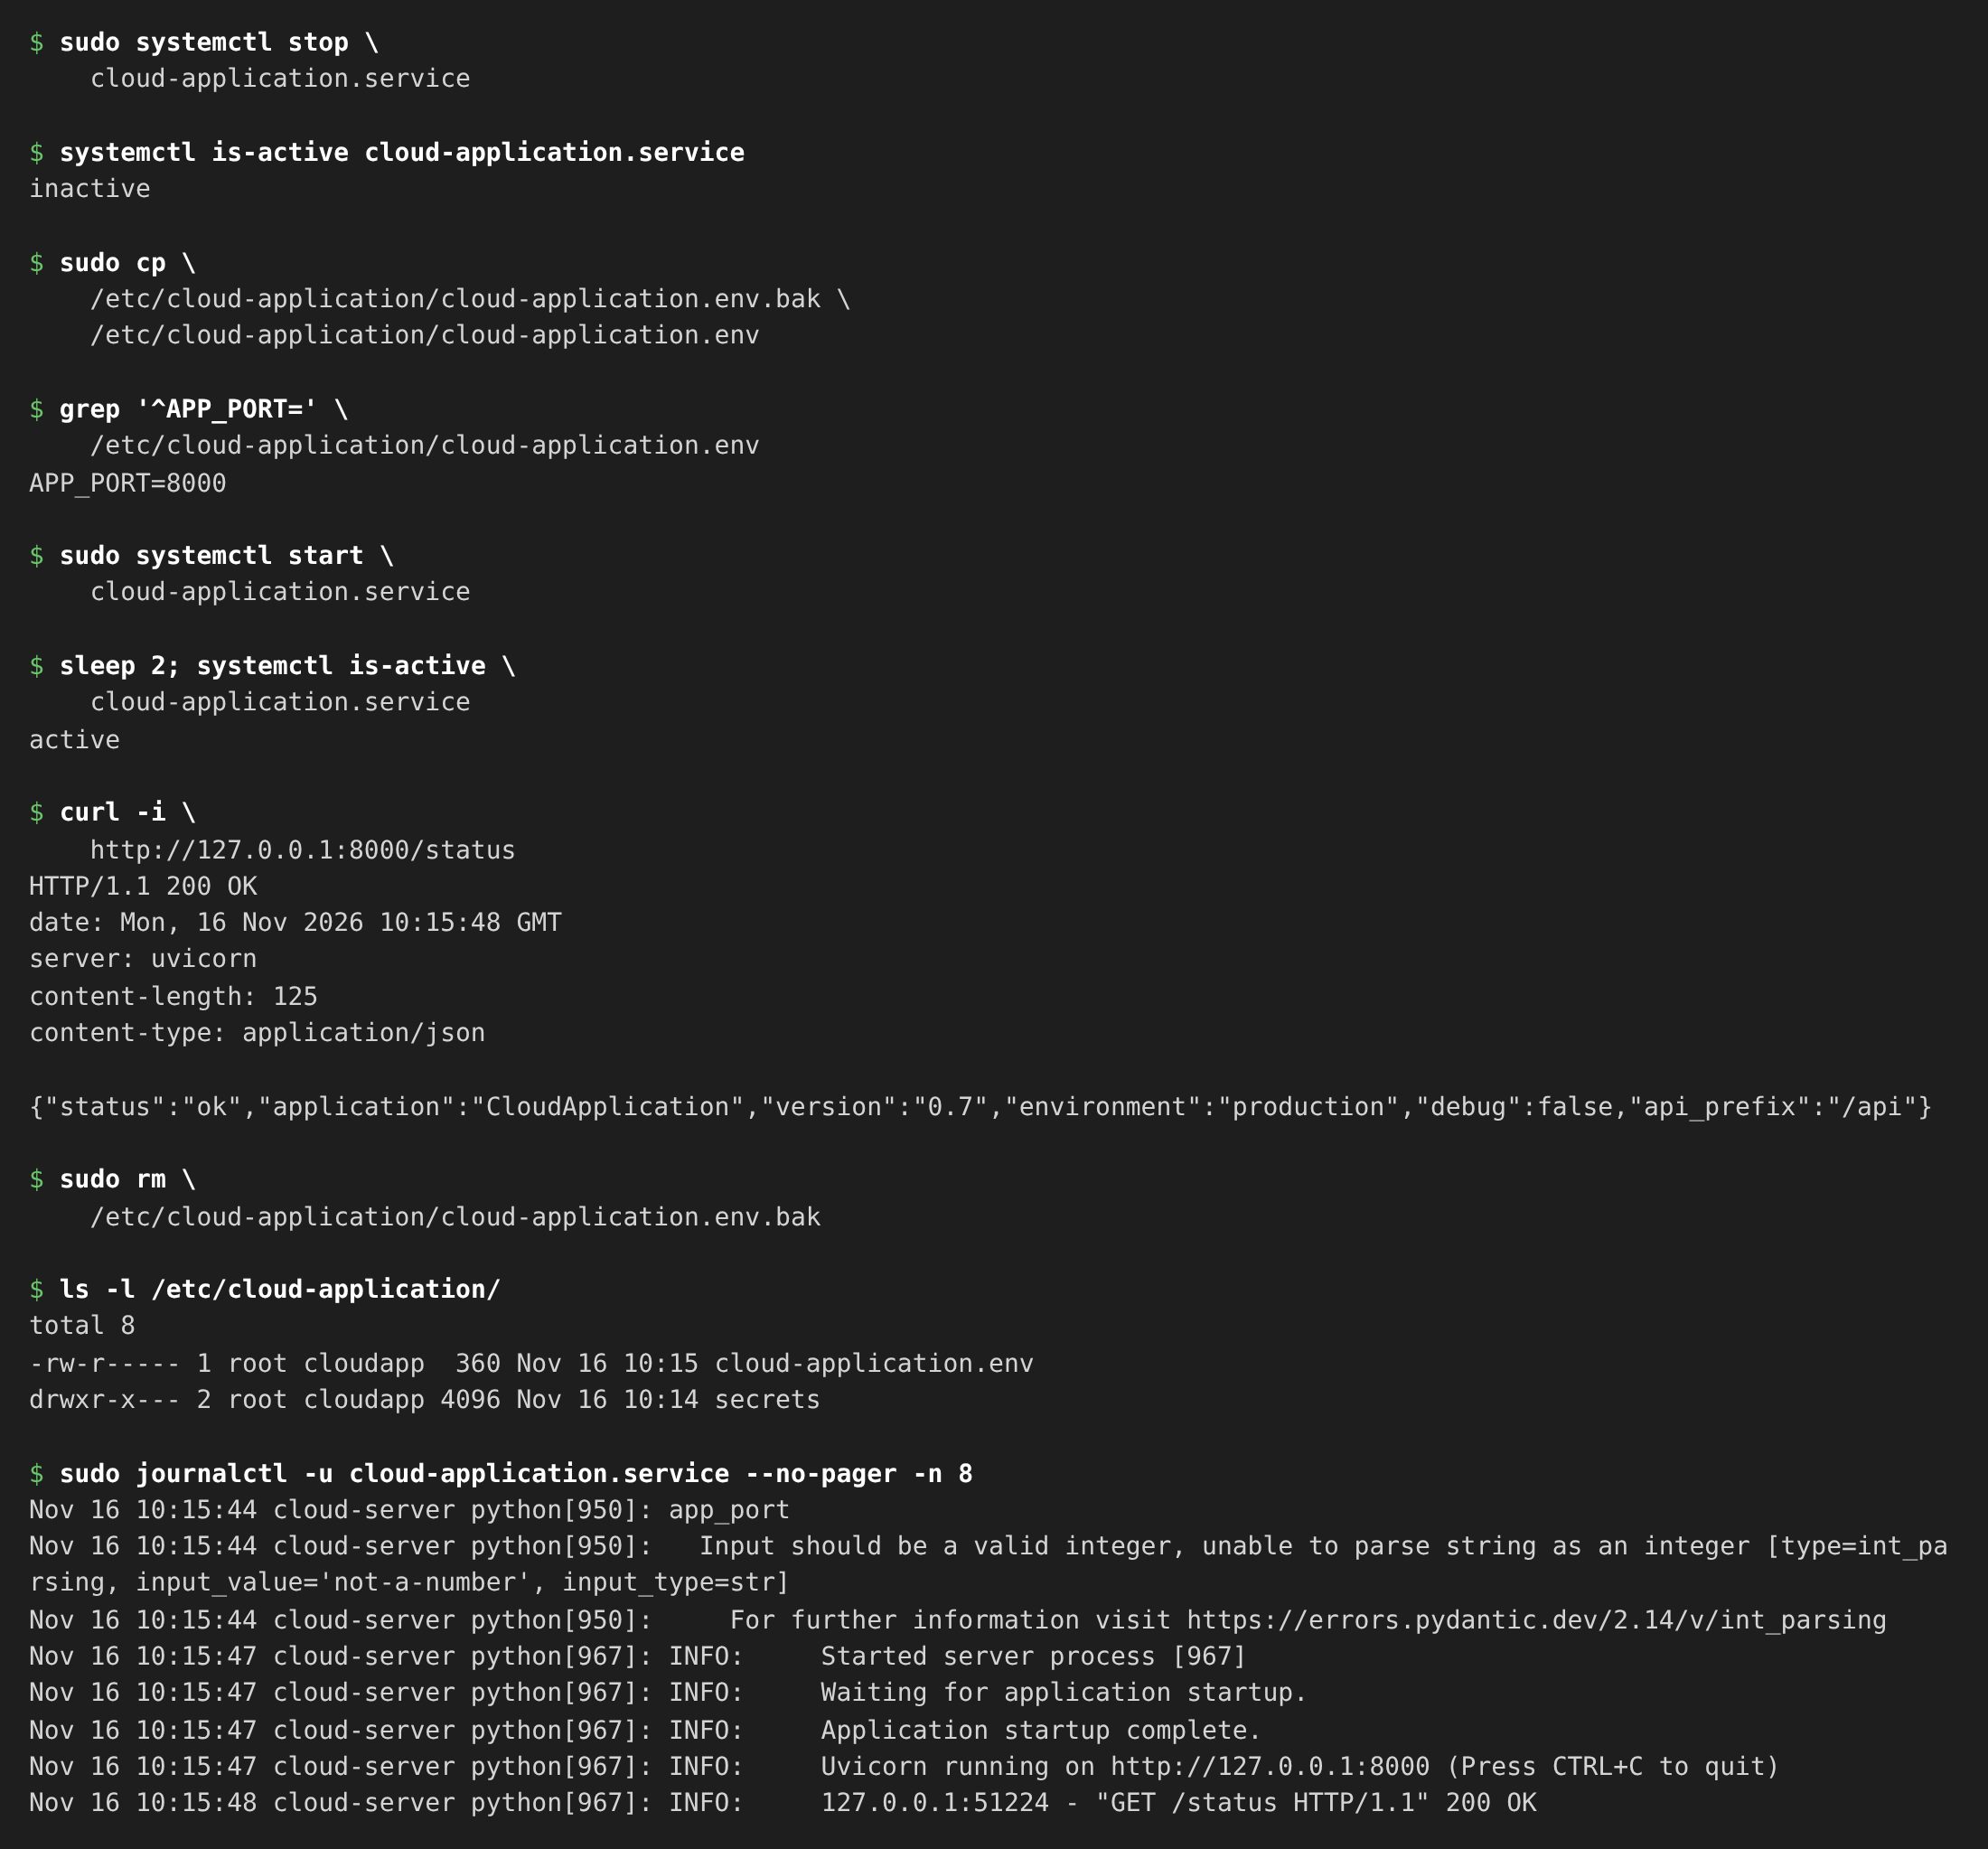 $ sudo systemctl stop \
    cloud-application.service

$ systemctl is-active cloud-application.service
inactive

$ sudo cp \
    /etc/cloud-application/cloud-application.env.bak \
    /etc/cloud-application/cloud-application.env

$ grep '^APP_PORT=' \
    /etc/cloud-application/cloud-application.env
APP_PORT=8000

$ sudo systemctl start \
    cloud-application.service

$ sleep 2; systemctl is-active \
    cloud-application.service
active

$ curl -i \
    http://127.0.0.1:8000/status
HTTP/1.1 200 OK
date: Mon, 16 Nov 2026 10:15:48 GMT
server: uvicorn
content-length: 125
content-type: application/json

{"status":"ok","application":"CloudApplication","version":"0.7","environment":"production","debug":false,"api_prefix":"/api"}

$ sudo rm \
    /etc/cloud-application/cloud-application.env.bak

$ ls -l /etc/cloud-application/
total 8
-rw-r----- 1 root cloudapp  360 Nov 16 10:15 cloud-application.env
drwxr-x--- 2 root cloudapp 4096 Nov 16 10:14 secrets

$ sudo journalctl -u cloud-application.service --no-pager -n 8
Nov 16 10:15:44 cloud-server python[950]: app_port
Nov 16 10:15:44 cloud-server python[950]:   Input should be a valid integer, unable to parse string as an integer [type=int_pa
rsing, input_value='not-a-number', input_type=str]
Nov 16 10:15:44 cloud-server python[950]:     For further information visit https://errors.pydantic.dev/2.14/v/int_parsing
Nov 16 10:15:47 cloud-server python[967]: INFO:     Started server process [967]
Nov 16 10:15:47 cloud-server python[967]: INFO:     Waiting for application startup.
Nov 16 10:15:47 cloud-server python[967]: INFO:     Application startup complete.
Nov 16 10:15:47 cloud-server python[967]: INFO:     Uvicorn running on http://127.0.0.1:8000 (Press CTRL+C to quit)
Nov 16 10:15:48 cloud-server python[967]: INFO:     127.0.0.1:51224 - "GET /status HTTP/1.1" 200 OK